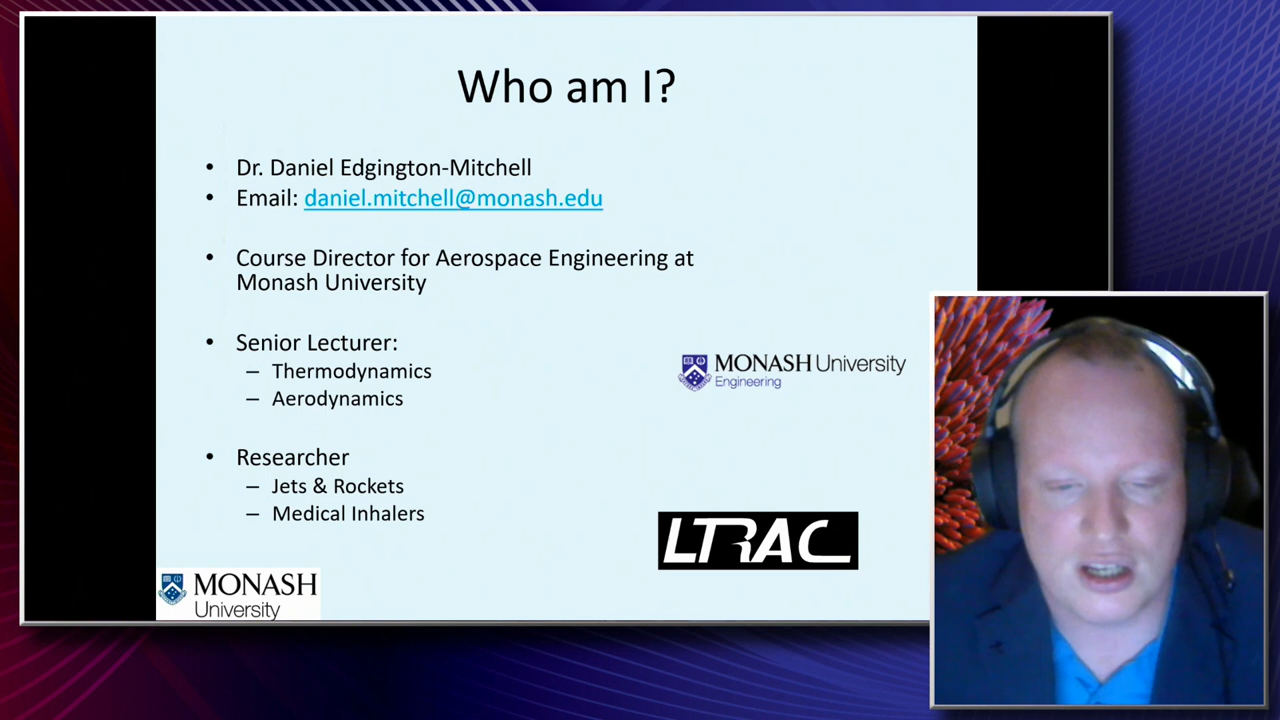 Who am I?
• Dr. Daniel Edgington-Mitchell
• Email: daniel.mitchell@monash.edu
• Course Director for Aerospace Engineering at
Monash University
• Senior Lecturer:
– Thermodynamics
– Aerodynamics
• Researcher
– Jets & Rockets
– Medical Inhalers
MONASH University
Engineering
LTRAC
MONASH
University